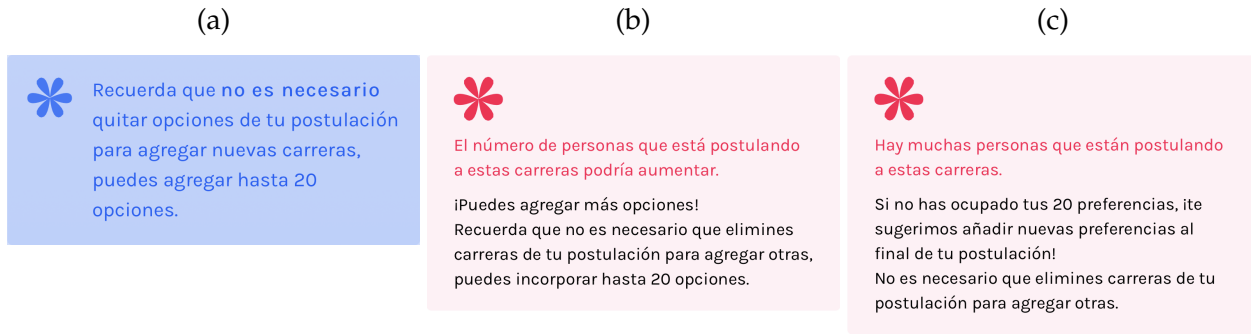 (a)
Recuerda que no es necesario
quitar opciones de tu postulación
para agregar nuevas carreras,
puedes agregar hasta 20
opciones.
(b)
El número de personas que está postulando
a estas carreras podría aumentar.
¡Puedes agregar más opciones!
Recuerda que no es necesario que elimines
carreras de tu postulación para agregar otras,
puedes incorporar hasta 20 opciones.
(c)
Hay muchas personas que están postulando
a estas carreras.
Si no has ocupado tus 20 preferencias, ¡te
sugerimos añadir nuevas preferencias al
final de tu postulación!
No es necesario que elimines carreras de tu
postulación para agregar otras.